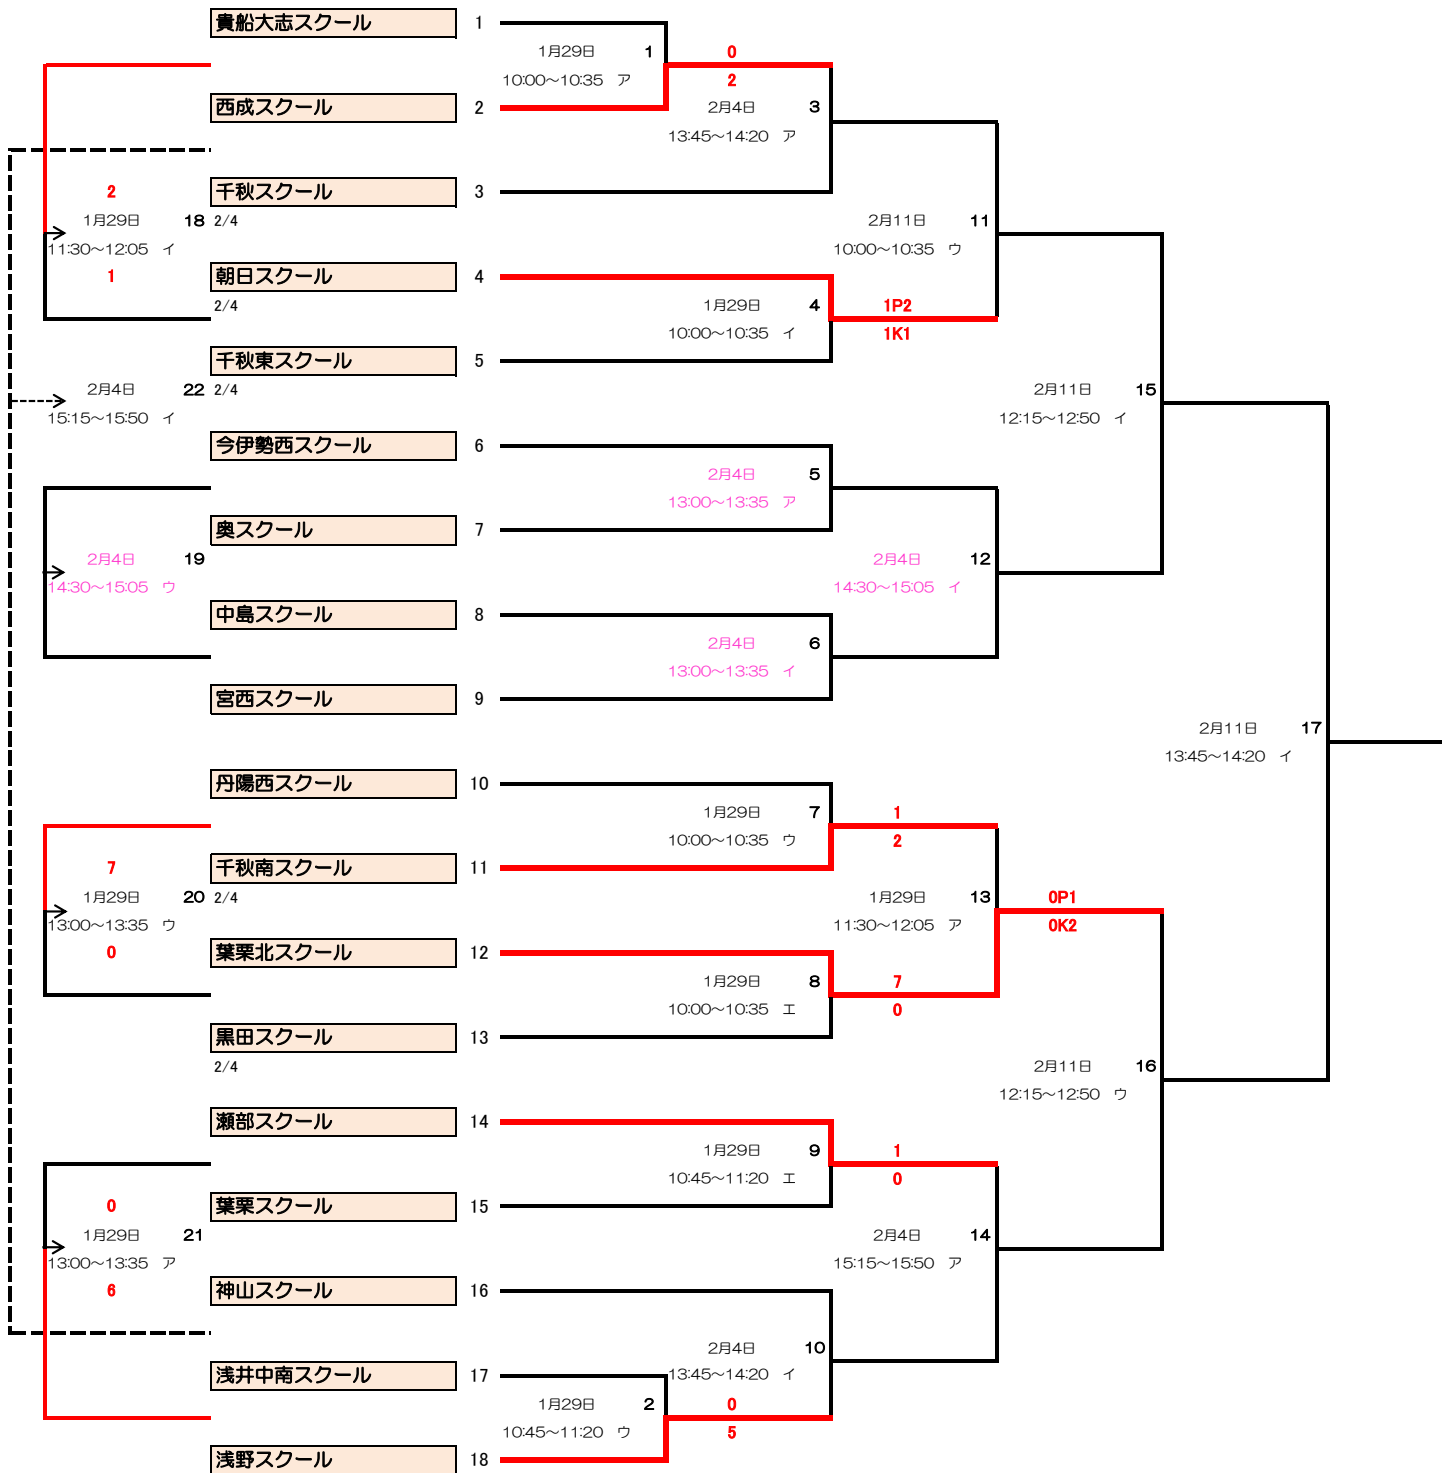 貴船大志スクール 1
1月29日 1 0
10:00～10:35 ア 2
西成スクール 2 2月4日 3
13:45～14:20 ア
2 千秋スクール 3
1月29日 18 2/4 2月11日 11
11:30～12:05 イ 10:00～10:35 ウ
1 朝日スクール 4
2/4 1月29日 4 1P2
10:00～10:35 イ 1K1
千秋東スクール 5
2月4日 22 2/4 2月11日 15
15:15～15:50 イ 12:15～12:50 イ
今伊勢西スクール 6
2月4日 5
13:00～13:35 ア
奥スクール 7
2月4日 19 2月4日 12
14:30～15:05 ウ 14:30～15:05 イ
中島スクール 8
2月4日 6
13:00～13:35 イ
宮西スクール 9
2月11日 17
13:45～14:20 イ
丹陽西スクール 10
1月29日 7 1
10:00～10:35 ウ 2
7 千秋南スクール 11
1月29日 20 2/4 1月29日 13 0P1
13:00～13:35 ウ 11:30～12:05 ア 0K2
0 葉栗北スクール 12
1月29日 8 7
10:00～10:35 エ 0
黒田スクール 13
2/4 2月11日 16
12:15～12:50 ウ
瀬部スクール 14
1月29日 9 1
10:45～11:20 エ 0
0 葉栗スクール 15
1月29日 21 2月4日 14
13:00～13:35 ア 15:15～15:50 ア
6 神山スクール 16
2月4日 10
浅井中南スクール 17 13:45～14:20 イ
1月29日 2 0
10:45～11:20 ウ 5
浅野スクール 18